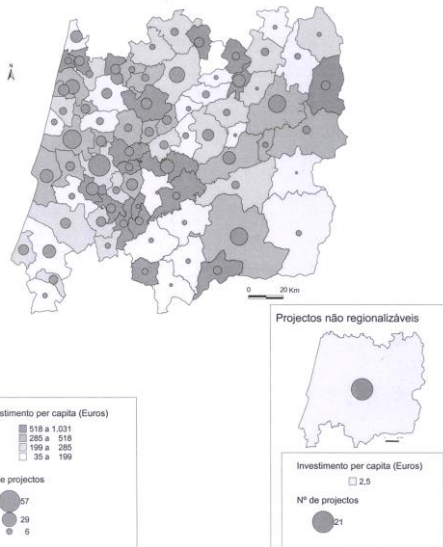 N
0 20 Km
Projectos não regionalizáveis
stimento per capita (Euros)
518 a 1.031
285 a 518
199 a 285
35 a 199
e projectos
57
29
6
Investimento per capita (Euros)
2,5
Nº de projectos
21